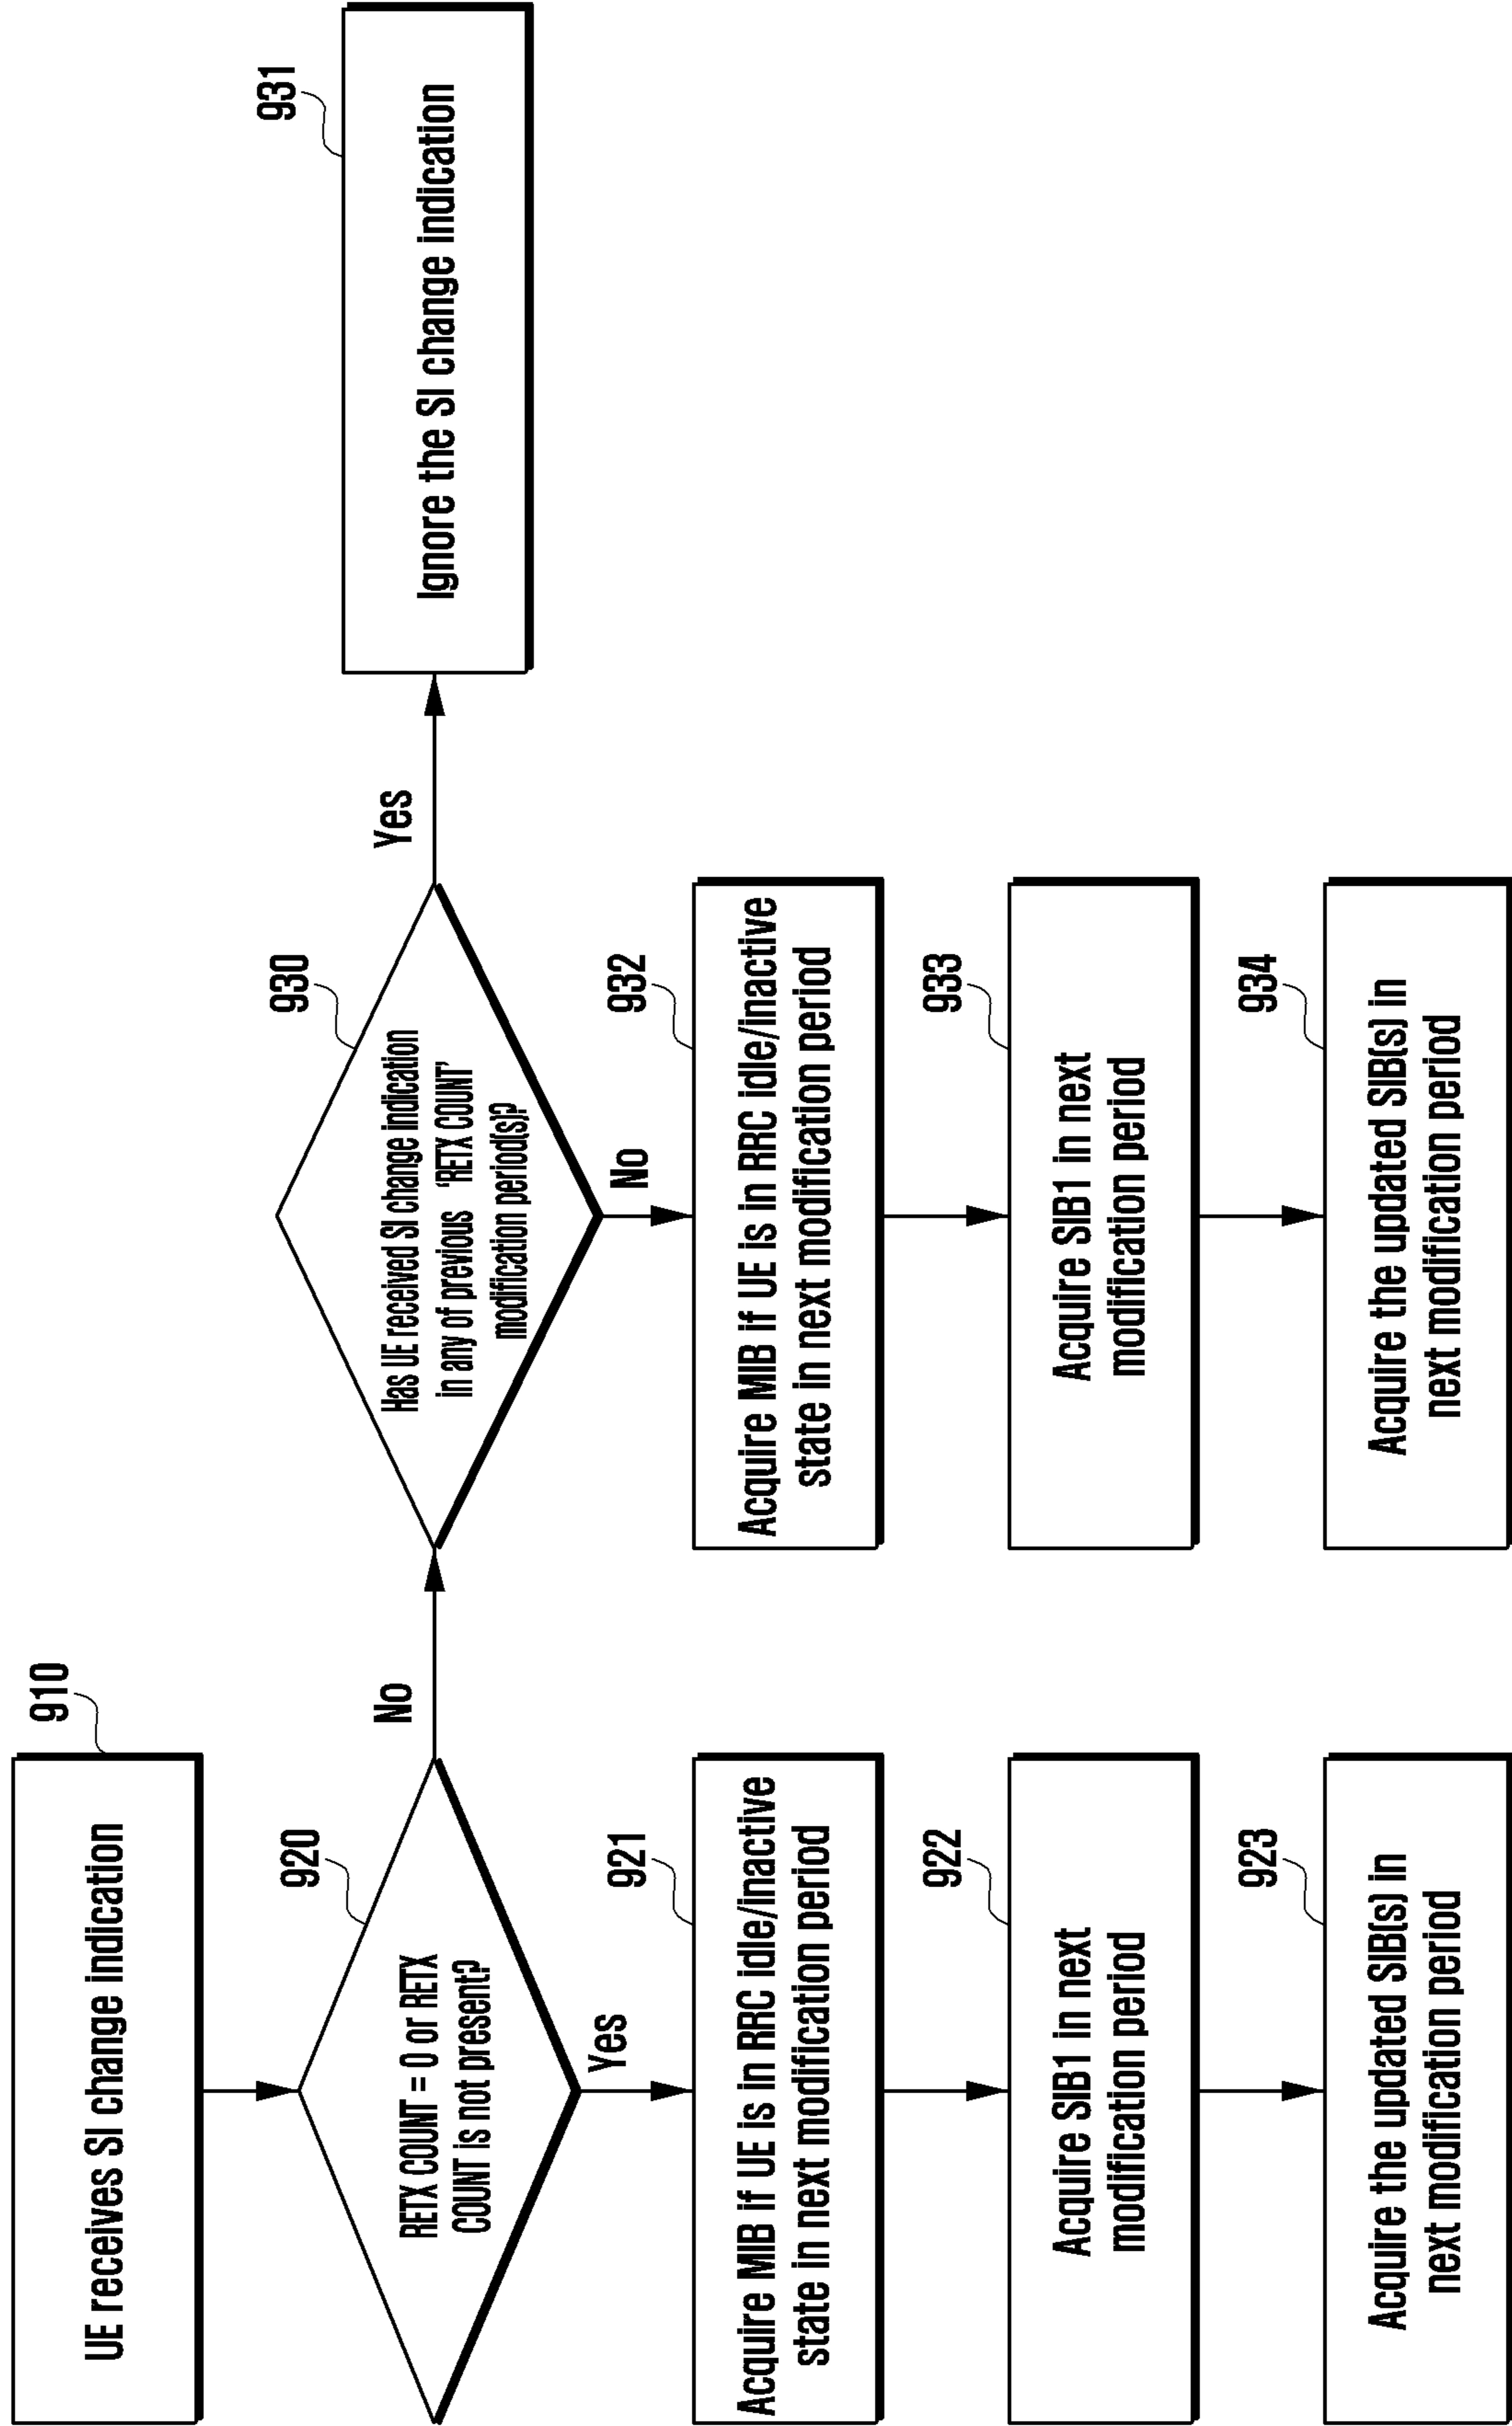 910
UE receives SI change indication
920
RETX COUNT = 0 or RETX
COUNT is not present?
Yes
No
921
Acquire MIB if UE is in RRC idle/inactive
state in next modification period
922
Acquire SIB1 in next
modification period
923
Acquire the updated SIB(s) in
next modification period
930
Has UE received SI change indication
in any of previous 'RETX COUNT'
modification period(s)?
Yes
No
931
Ignore the SI change indication
932
Acquire MIB if UE is in RRC idle/inactive
state in next modification period
933
Acquire SIB1 in next
modification period
934
Acquire the updated SIB(s) in
next modification period